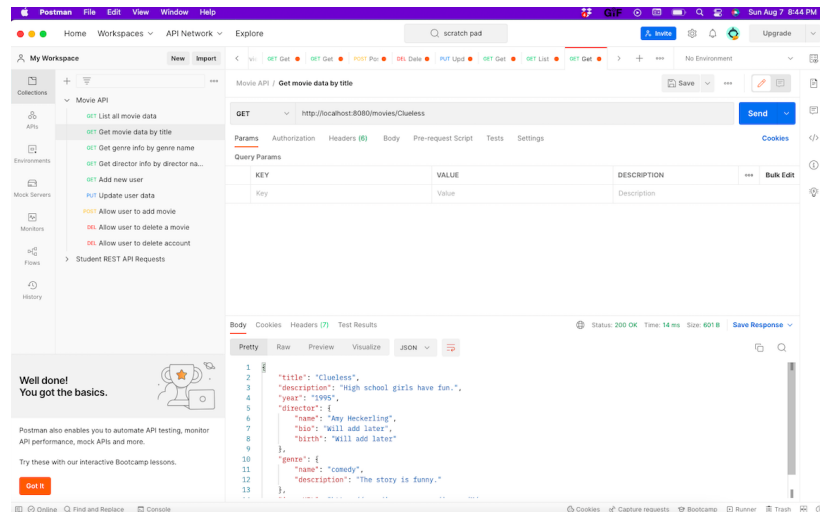 Postman File Edit View Window Help GIF Sun Aug 7 8:44 PM
Home Workspaces API Network Explore scratch pad Invite Upgrade
My Workspace New Import
GET Get GET Get POST DEL Dele PUT Upd GET Get GET List GET Get No Environment
Collections
APIs
Environments
Mock Servers
Monitors
Flows
History
Movie API
GET List all movie data
GET Get movie data by title
GET Get genre info by genre name
GET Get director info by director na...
GET Add new user
PUT Update user data
POST Allow user to add movie
DEL Allow user to delete a movie
DEL Allow user to delete account
Student REST API Requests
Movie API / Get movie data by title Save
GET http://localhost:8080/movies/Clueless Send
Params Authorization Headers (6) Body Pre-request Script Tests Settings Cookies
Query Params
KEY VALUE DESCRIPTION Bulk Edit
Key Value Description
Body Cookies Headers (7) Test Results Status: 200 OK Time: 14 ms Size: 601 B Save Response
Pretty Raw Preview Visualize JSON
1 {
2 "title": "Clueless",
3 "description": "High school girls have fun.",
4 "year": "1995",
5 "director": {
6 "name": "Amy Heckerling",
7 "bio": "Will add later",
8 "birth": "Will add later"
9 },
10 "genre": {
11 "name": "comedy",
12 "description": "The story is funny."
13 },
Well done!
You got the basics.
Postman also enables you to automate API testing, monitor
API performance, mock APIs and more.
Try these with our interactive Bootcamp lessons.
Got It
Online Find and Replace Console Cookies Capture requests Bootcamp Runner Trash